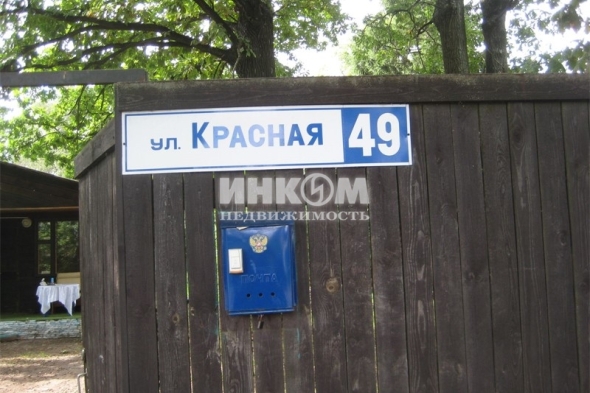 ул. Красная 49
ИНКОМ
НЕДВИЖИМОСТЬ
ПОЧТА